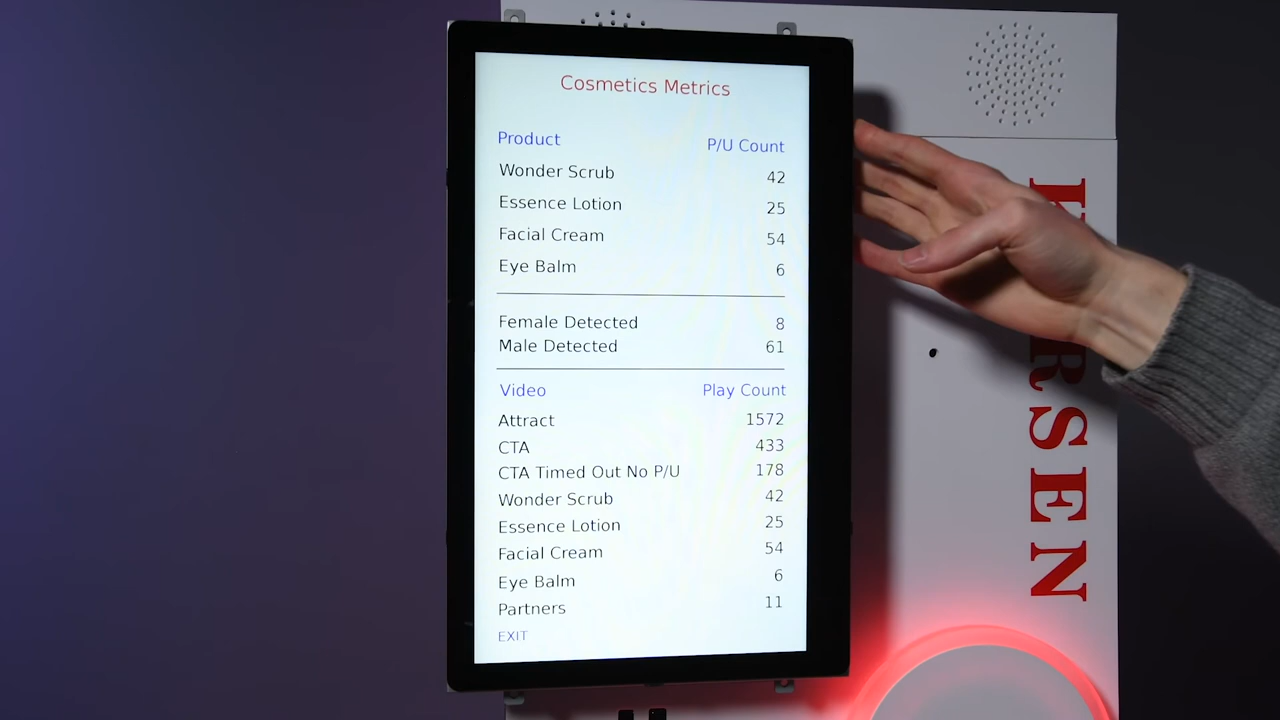 Cosmetics Metrics
Product P/U Count
Wonder Scrub 42
Essence Lotion 25
Facial Cream 54
Eye Balm 6
Female Detected 8
Male Detected 61
Video Play Count
Attract 1572
CTA 433
CTA Timed Out No P/U 178
Wonder Scrub 42
Essence Lotion 25
Facial Cream 54
Eye Balm 6
Partners 11
EXIT